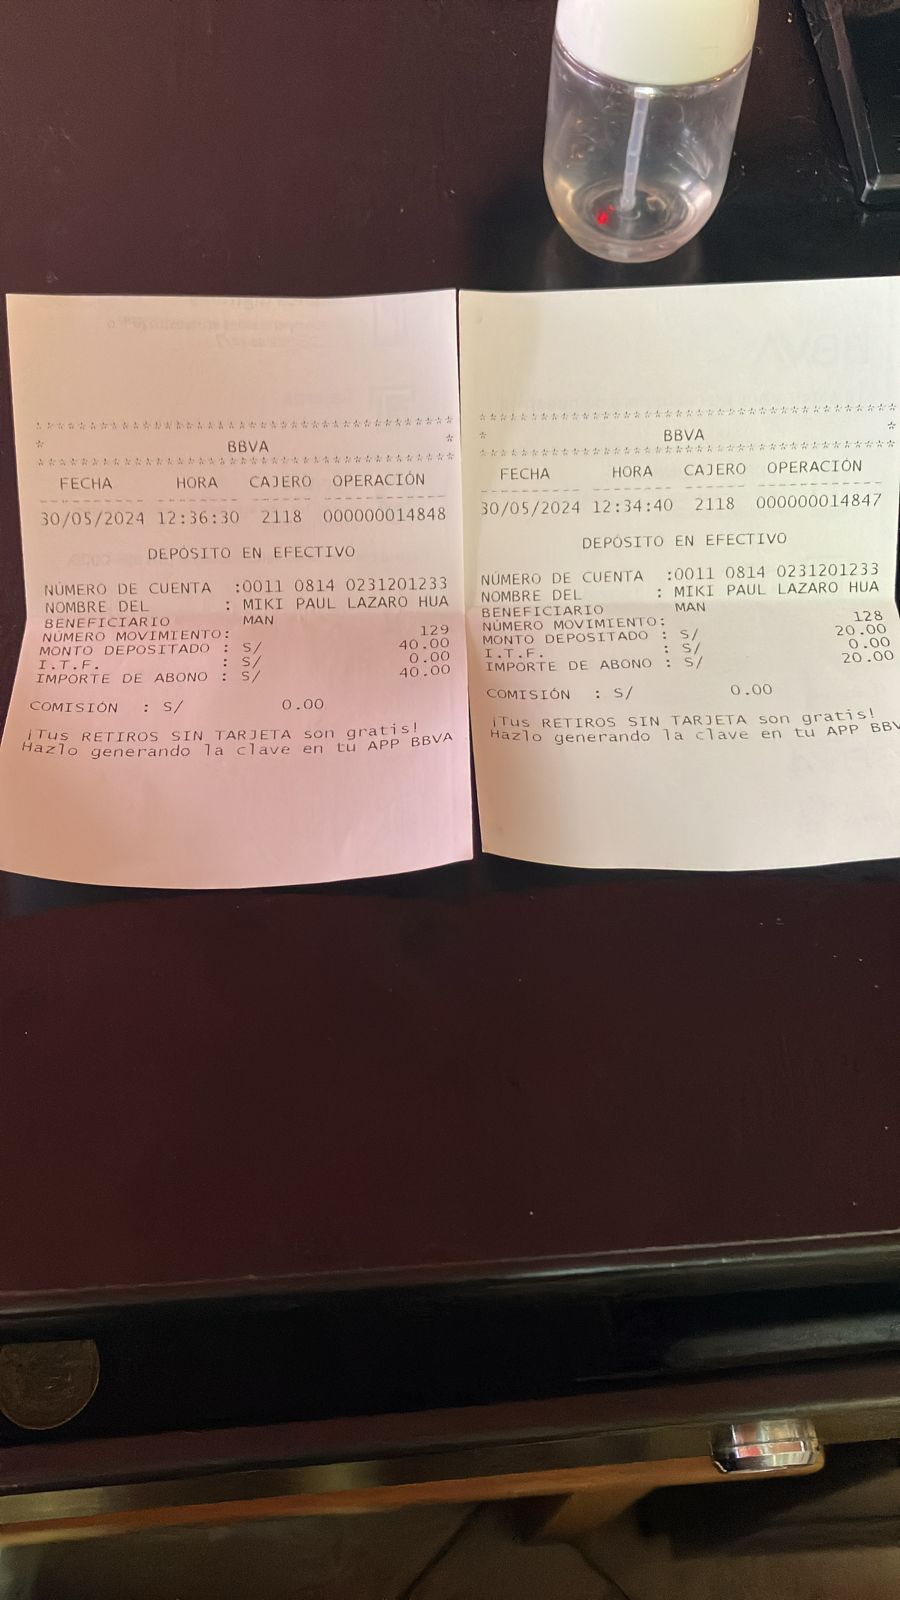 ****************************************
* BBVA *
****************************************
FECHA HORA CAJERO OPERACIÓN
---------- -------- ------ ------------
30/05/2024 12:36:30 2118 000000014848
DEPÓSITO EN EFECTIVO
NÚMERO DE CUENTA :0011 0814 0231201233
NOMBRE DEL : MIKI PAUL LAZARO HUA
BENEFICIARIO MAN
NÚMERO MOVIMIENTO: 129
MONTO DEPOSITADO : S/ 40.00
I.T.F. : S/ 0.00
IMPORTE DE ABONO : S/ 40.00
COMISIÓN : S/ 0.00
¡Tus RETIROS SIN TARJETA son gratis!
Hazlo generando la clave en tu APP BBVA
****************************************
* BBVA *
****************************************
FECHA HORA CAJERO OPERACIÓN
---------- -------- ------ ------------
30/05/2024 12:34:40 2118 000000014847
DEPÓSITO EN EFECTIVO
NÚMERO DE CUENTA :0011 0814 0231201233
NOMBRE DEL : MIKI PAUL LAZARO HUA
BENEFICIARIO MAN
NÚMERO MOVIMIENTO: 128
MONTO DEPOSITADO : S/ 20.00
I.T.F. : S/ 0.00
IMPORTE DE ABONO : S/ 20.00
COMISIÓN : S/ 0.00
¡Tus RETIROS SIN TARJETA son gratis!
Hazlo generando la clave en tu APP BBV